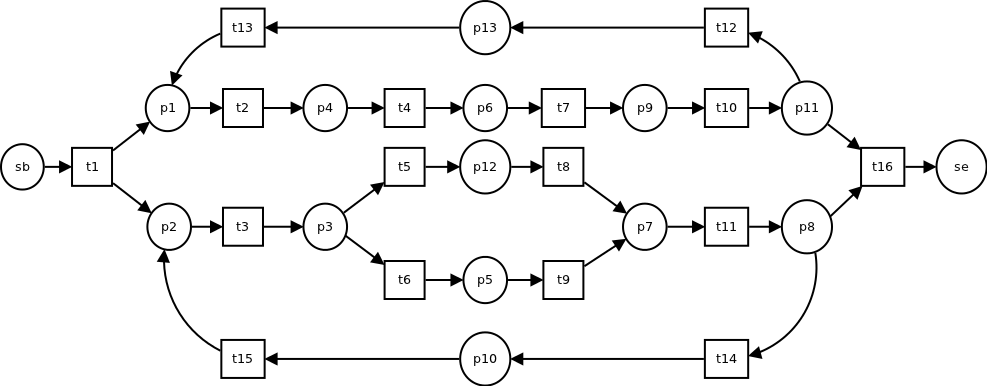 t13 p13 t12
p1 t2 p4 t4 p6 t7 p9 t10 p11
sb t1 t5 p12 t8 t16 se
p2 t3 p3 p7 t11 p8
t6 p5 t9
t15 p10 t14